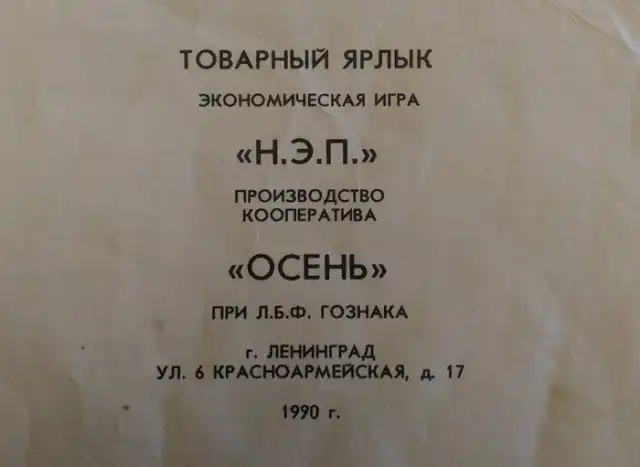 ТОВАРНЫЙ ЯРЛЫК
ЭКОНОМИЧЕСКАЯ ИГРА
«Н.Э.П.»
ПРОИЗВОДСТВО
КООПЕРАТИВА
«ОСЕНЬ»
ПРИ Л.Б.Ф. ГОЗНАКА
г. ЛЕНИНГРАД
УЛ. 6 КРАСНОАРМЕЙСКАЯ, д. 17
1990 г.